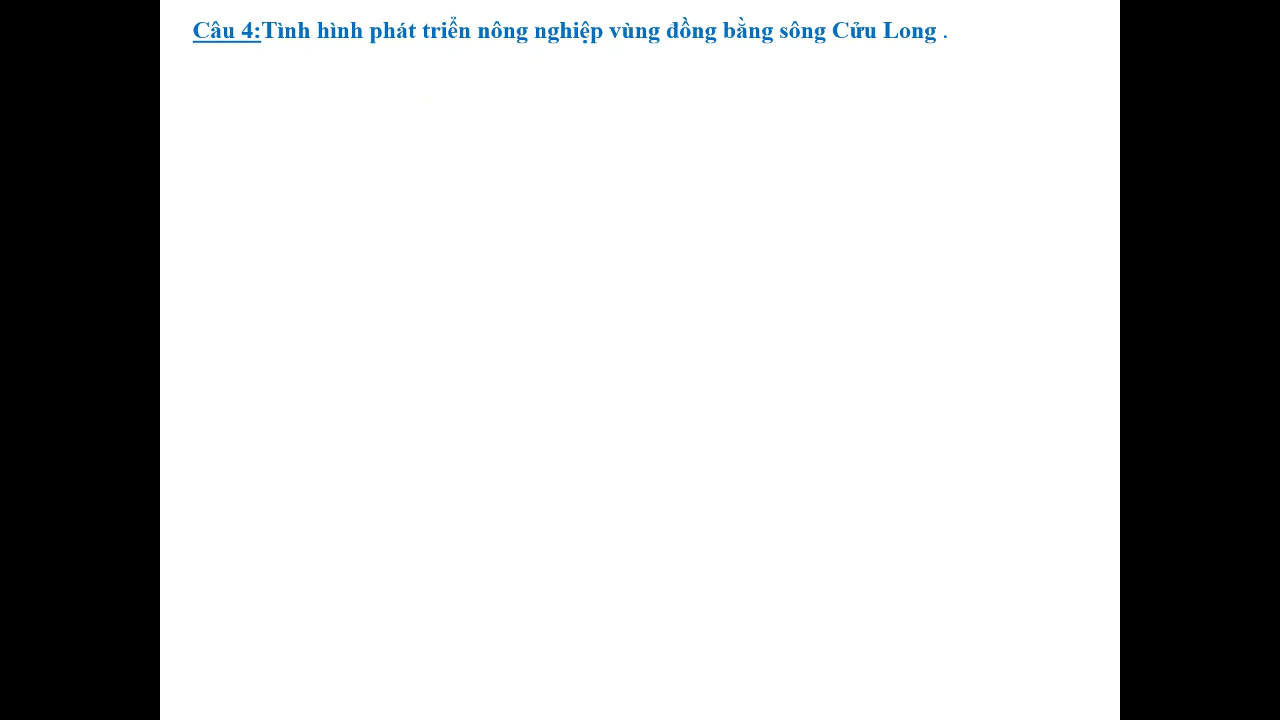 Câu 4:Tình hình phát triển nông nghiệp vùng đồng bằng sông Cửu Long .